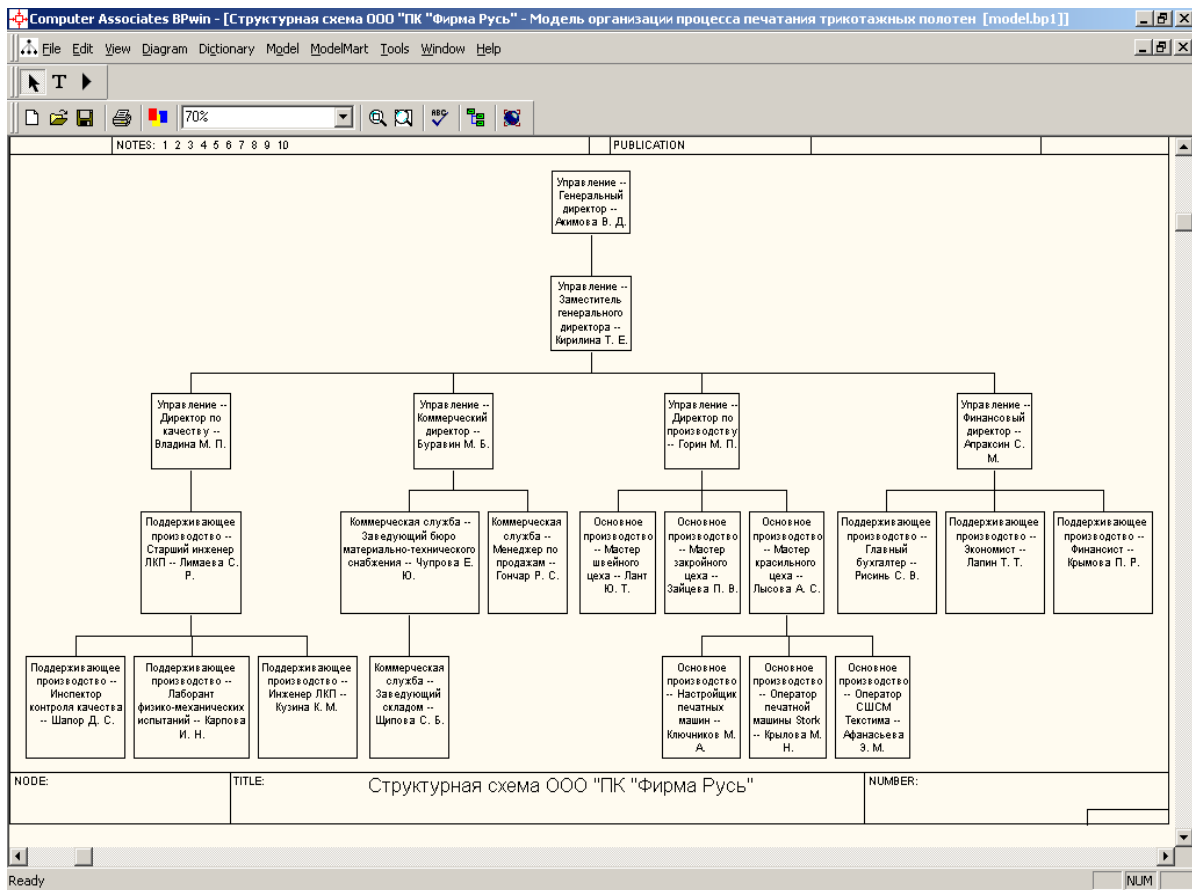 Computer Associates BPwin - [Структурная схема ООО "ПК "Фирма Русь" - Модель организации процесса печатания трикотажных полотен [model.bp1]]
File Edit View Diagram Dictionary Model ModelMart Tools Window Help
T
70%
ABC
NOTES: 1 2 3 4 5 6 7 8 9 10
PUBLICATION
Управление --
Генеральный
директор --
Акимова В. Д.
Управление --
Заместитель
генерального
директора --
Кирилина Т. Е.
Управление --
Директор по
качеству --
Владина М. П.
Управление --
Коммерческий
директор --
Буравин М. Б.
Управление --
Директор по
производству
-- Горин М. П.
Управление --
Финансовый
директор --
Апраксин С.
М.
Поддерживающее
производство --
Старший инженер
ЛКП -- Лимаева С.
Р.
Коммерческая служба --
Заведующий бюро
материально-технического
снабжения -- Чупрова Е.
Ю.
Коммерческая
служба --
Менеджер по
продажам --
Гончар Р. С.
Основное
производство
-- Мастер
швейного
цеха -- Лант
Ю. Т.
Основное
производство
-- Мастер
закройного
цеха --
Зайцева П. В.
Основное
производство
-- Мастер
красильного
цеха --
Лысова А. С.
Поддерживающее
производство --
Главный
бухгалтер --
Рисинь С. В.
Поддерживающее
производство --
Экономист --
Лапин Т. Т.
Поддерживающее
производство --
Финансист --
Крымова П. Р.
Поддерживающее
производство --
Инспектор
контроля качества
-- Шапор Д. С.
Поддерживающее
производство --
Лаборант
физико-механических
испытаний -- Карпова
И. Н.
Поддерживающее
производство --
Инженер ЛКП --
Кузина К. М.
Коммерческая
служба --
Заведующий
складом --
Щипова С. Б.
Основное
производство
-- Настройщик
печатных
машин --
Ключников М.
А.
Основное
производство
-- Оператор
печатной
машины Stork
-- Крылова М.
Н.
Основное
производство
-- Оператор
СШСМ
Текстима --
Афанасьева
Э. М.
NODE:
TITLE:
Структурная схема ООО "ПК "Фирма Русь"
NUMBER:
Ready
NUM